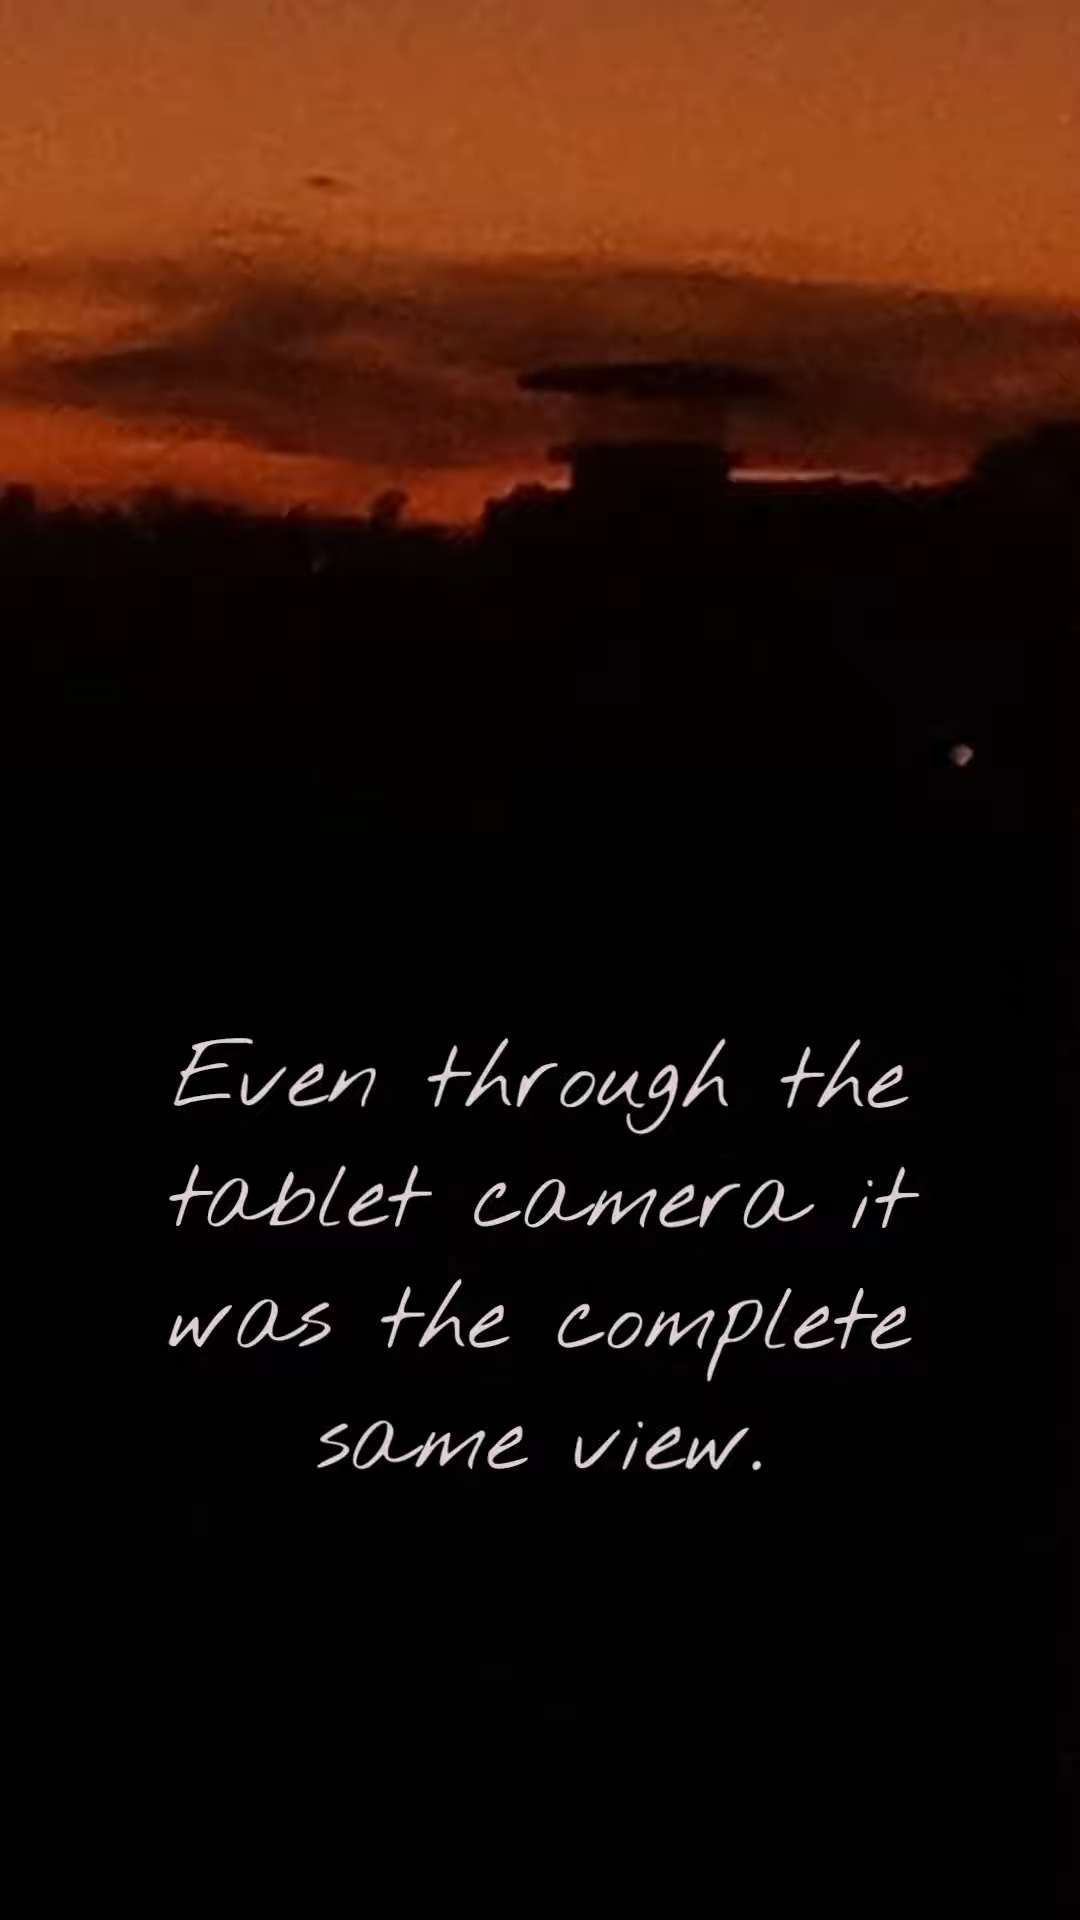 Even through the
tablet camera it
was the complete
same view.